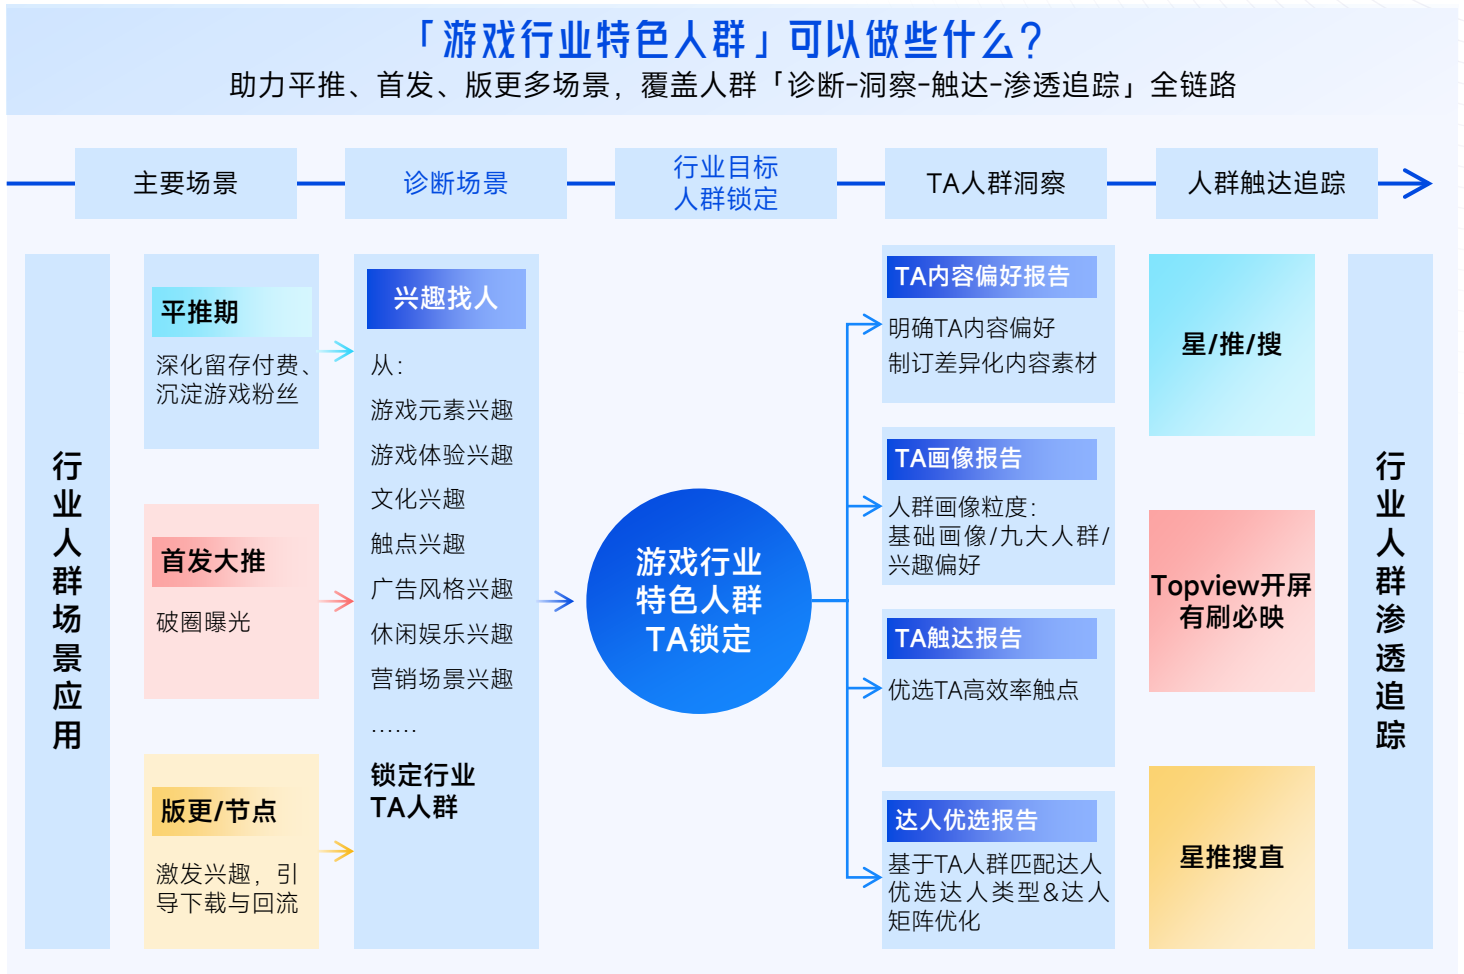 「游戏行业特色人群」可以做些什么？
助力平推、首发、版更多场景，覆盖人群「诊断-洞察-触达-渗透追踪」全链路
主要场景
诊断场景
行业目标
人群锁定
TA人群洞察
人群触达追踪
行业人群场景应用
平推期
深化留存付费、
沉淀游戏粉丝
首发大推
破圈曝光
版更/节点
激发兴趣，引
导下载与回流
兴趣找人
从：
游戏元素兴趣
游戏体验兴趣
文化兴趣
触点兴趣
广告风格兴趣
休闲娱乐兴趣
营销场景兴趣
......
锁定行业
TA人群
游戏行业
特色人群
TA锁定
TA内容偏好报告
明确TA内容偏好
制订差异化内容素材
TA画像报告
人群画像粒度：
基础画像/九大人群/
兴趣偏好
TA触达报告
优选TA高效率触点
达人优选报告
基于TA人群匹配达人
优选达人类型&达人
矩阵优化
星/推/搜
Topview开屏
有刷必映
星推搜直
行业人群渗透追踪